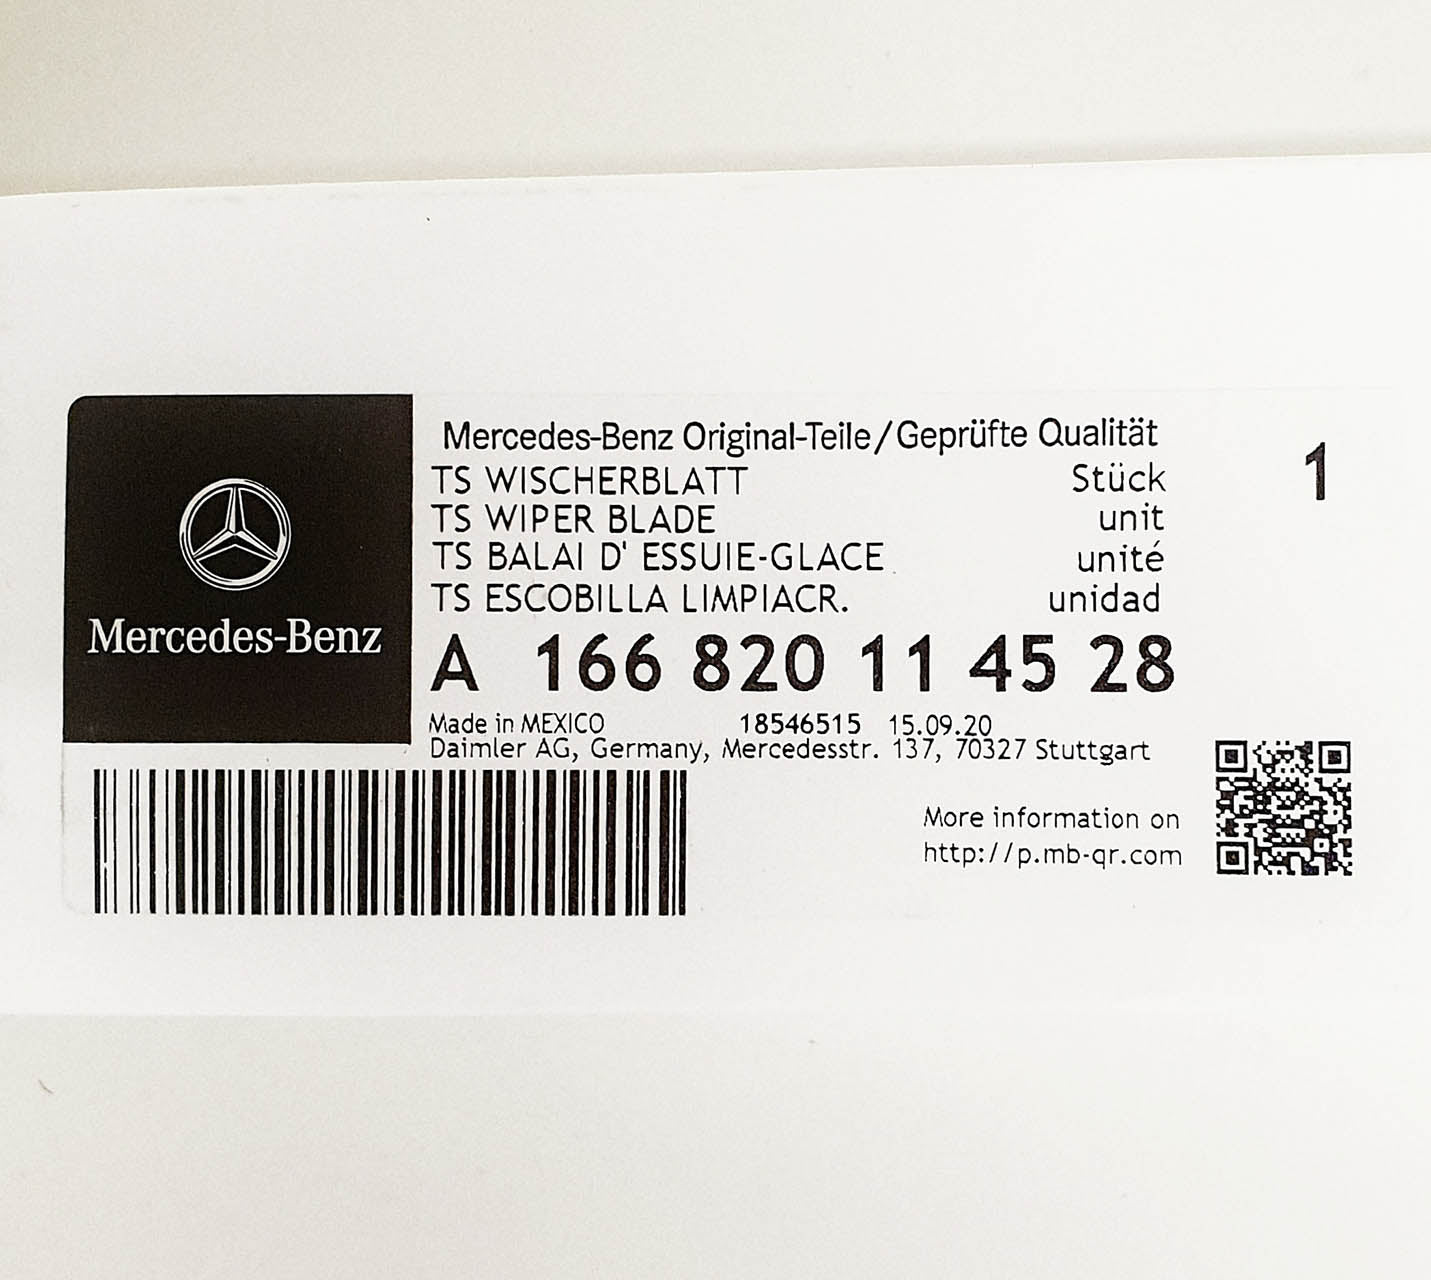 Mercedes-Benz
Mercedes-Benz Original-Teile/Geprüfte Qualität
TS WISCHERBLATT Stück 1
TS WIPER BLADE unit
TS BALAI D' ESSUIE-GLACE unité
TS ESCOBILLA LIMPIACR. unidad
A 166 820 11 45 28
Made in MEXICO 18546515 15.09.20
Daimler AG, Germany, Mercedesstr. 137, 70327 Stuttgart
More information on
http://p.mb-qr.com